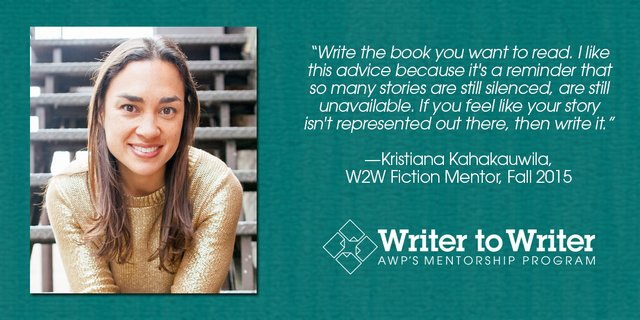 “Write the book you want to read. I like
this advice because it's a reminder that
so many stories are still silenced, are still
unavailable. If you feel like your story
isn't represented out there, then write it.”
—Kristiana Kahakauwila,
W2W Fiction Mentor, Fall 2015
Writer to Writer
AWP'S MENTORSHIP PROGRAM